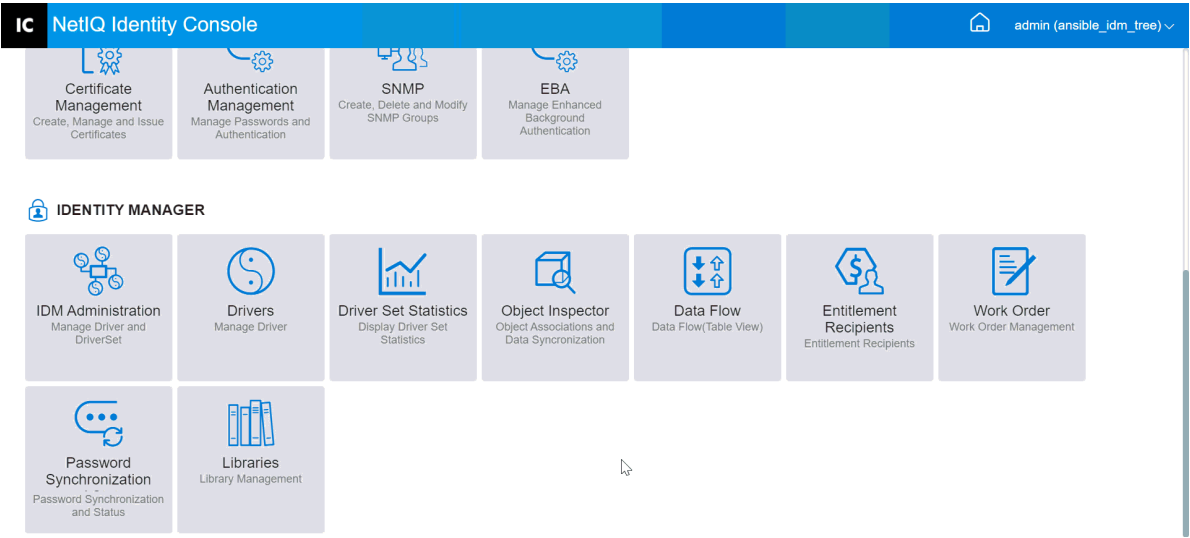 IC NetIQ Identity Console admin (ansible_idm_tree)
Certificate Management
Create, Manage and Issue Certificates
Authentication Management
Manage Passwords and Authentication
SNMP
Create, Delete and Modify SNMP Groups
EBA
Manage Enhanced Background Authentication
IDENTITY MANAGER
IDM Administration
Manage Driver and DriverSet
Drivers
Manage Driver
Driver Set Statistics
Display Driver Set Statistics
Object Inspector
Object Associations and Data Syncronization
Data Flow
Data Flow(Table View)
Entitlement Recipients
Entitlement Recipients
Work Order
Work Order Management
Password Synchronization
Password Synchronization and Status
Libraries
Library Management